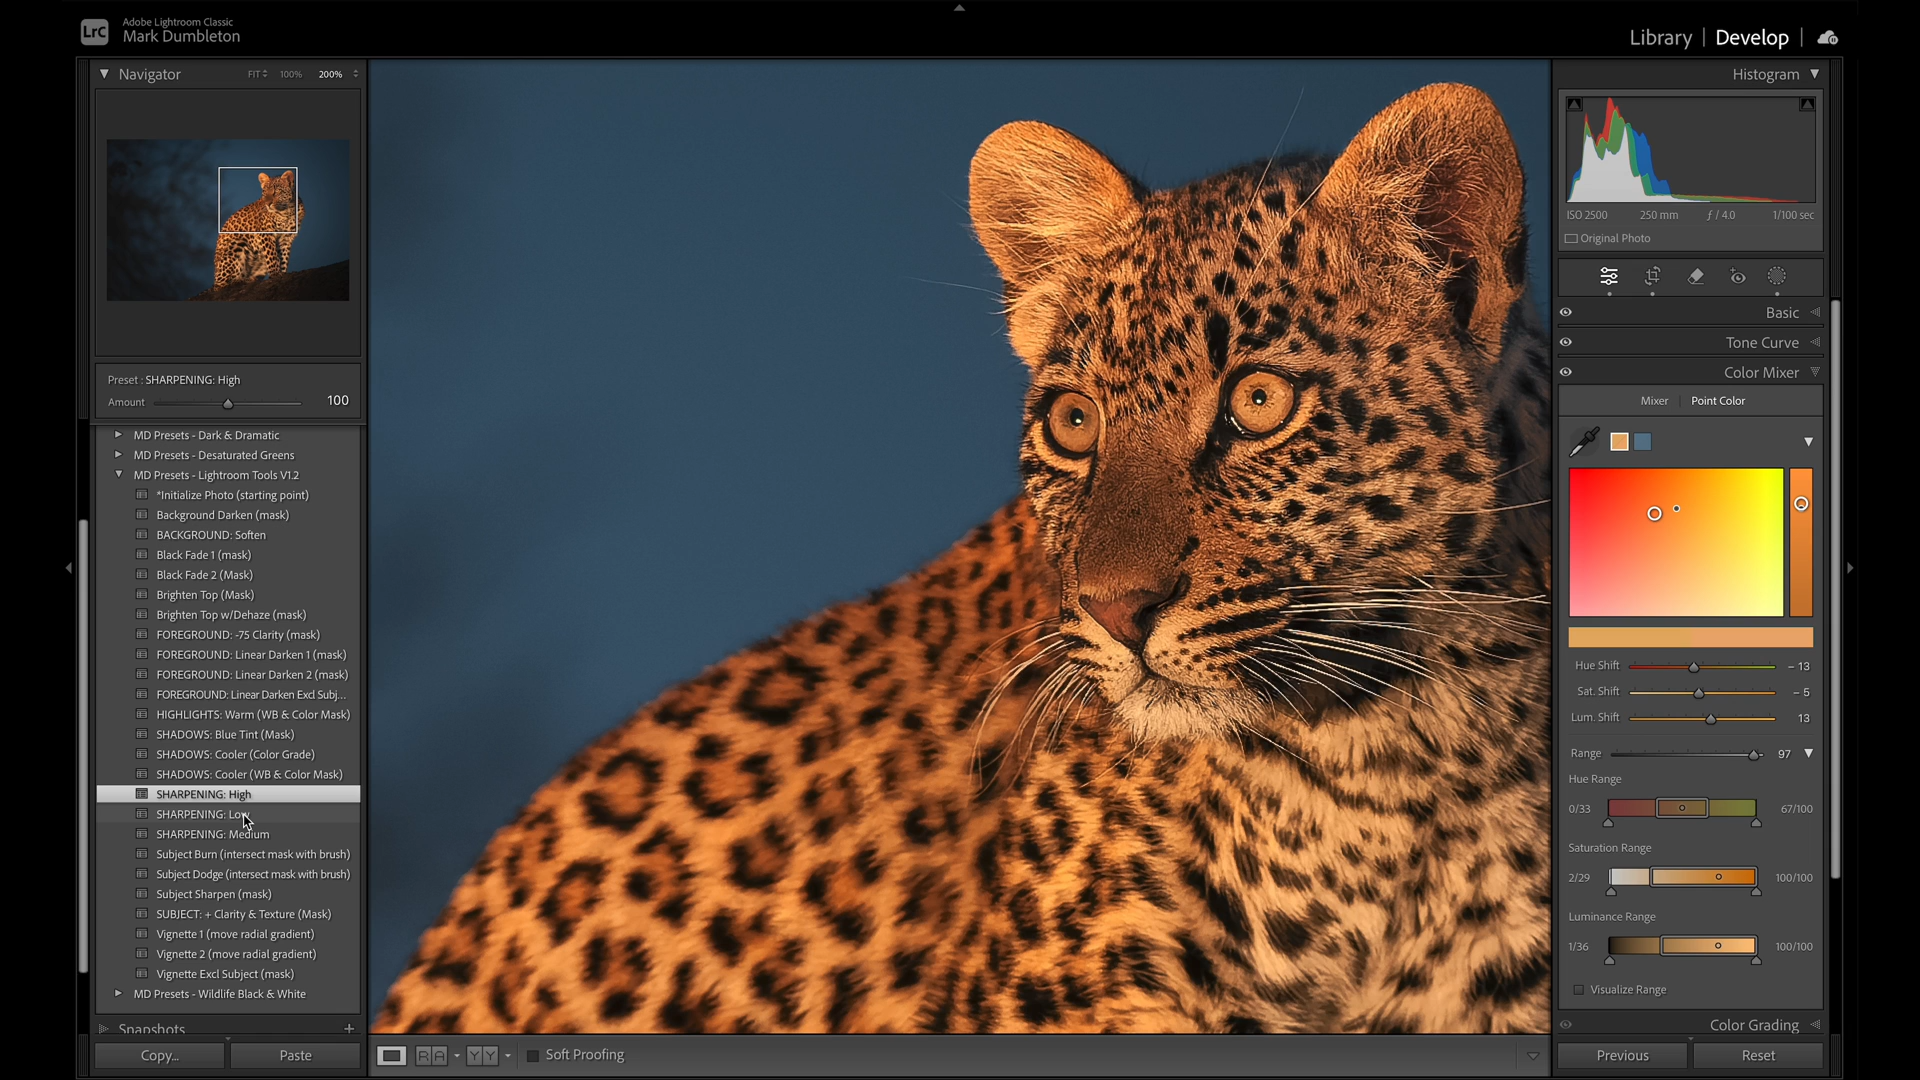 LrC
Adobe Lightroom Classic
Mark Dumbleton
Library | Develop |
Navigator FIT 100% 200%
Preset : SHARPENING: High
Amount 100
MD Presets - Dark & Dramatic
MD Presets - Desaturated Greens
MD Presets - Lightroom Tools V1.2
*Initialize Photo (starting point)
Background Darken (mask)
BACKGROUND: Soften
Black Fade 1 (mask)
Black Fade 2 (Mask)
Brighten Top (Mask)
Brighten Top w/Dehaze (mask)
FOREGROUND: -75 Clarity (mask)
FOREGROUND: Linear Darken 1 (mask)
FOREGROUND: Linear Darken 2 (mask)
FOREGROUND: Linear Darken Excl Subj...
HIGHLIGHTS: Warm (WB & Color Mask)
SHADOWS: Blue Tint (Mask)
SHADOWS: Cooler (Color Grade)
SHADOWS: Cooler (WB & Color Mask)
SHARPENING: High
SHARPENING: Low
SHARPENING: Medium
Subject Burn (intersect mask with brush)
Subject Dodge (intersect mask with brush)
Subject Sharpen (mask)
SUBJECT: + Clarity & Texture (Mask)
Vignette 1 (move radial gradient)
Vignette 2 (move radial gradient)
Vignette Excl Subject (mask)
MD Presets - Wildlife Black & White
Snapshots +
Copy... Paste
R A Y Y Soft Proofing
Histogram
ISO 2500 250 mm ƒ / 4.0 1/100 sec
Original Photo
Basic
Tone Curve
Color Mixer
Mixer | Point Color
Hue Shift – 13
Sat. Shift – 5
Lum. Shift 13
Range 97
Hue Range
0/33 67/100
Saturation Range
2/29 100/100
Luminance Range
1/36 100/100
Visualize Range
Color Grading
Previous Reset